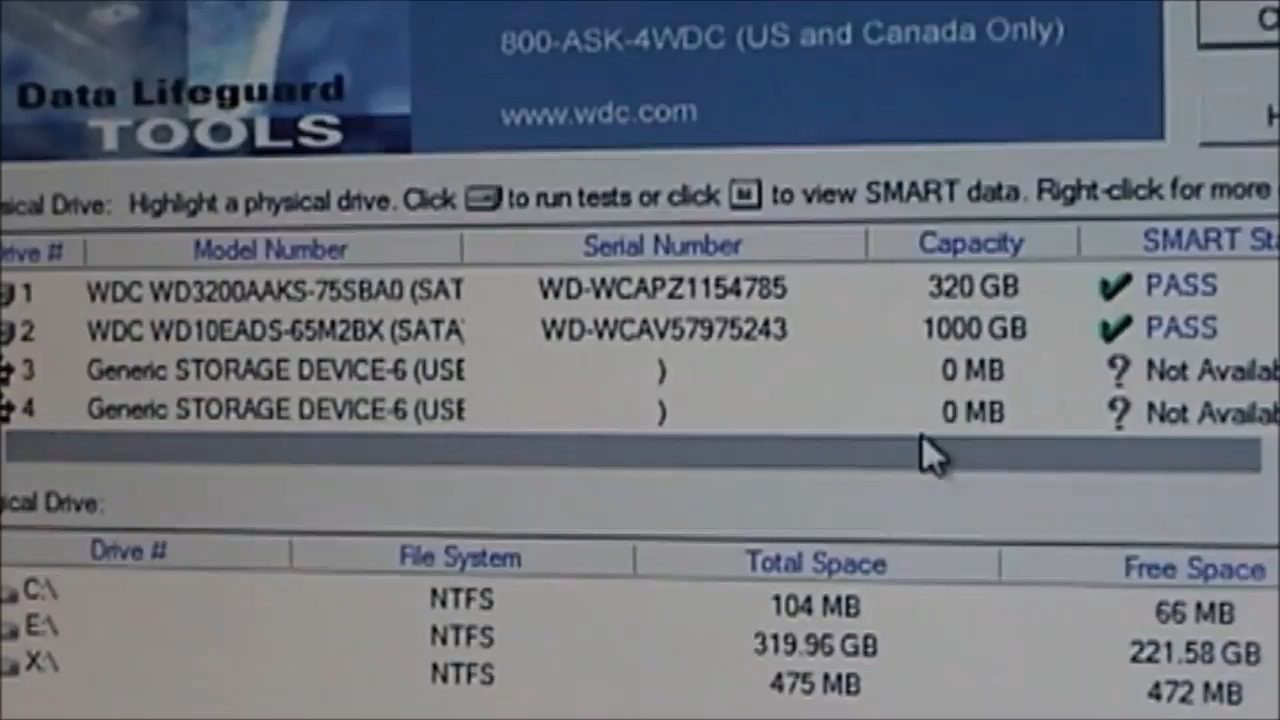 800-ASK-4WDC (US and Canada Only)
Data Lifeguard
TOOLS
www.wdc.com
Drive: Highlight a physical drive. Click to run tests or click to view SMART data. Right-click for more
# Model Number Serial Number Capacity SMART
1 WDC WD3200AAKS-75SBA0 (SAT WD-WCAPZ1154785 320 GB PASS
2 WDC WD10EADS-65M2BX (SATA) WD-WCAV57975243 1000 GB PASS
3 Generic STORAGE DEVICE-6 (USE ) 0 MB ? Not Availab
4 Generic STORAGE DEVICE-6 (USE ) 0 MB ? Not Availab
Drive:
Drive # File System Total Space Free Space
C:\ NTFS 104 MB 66 MB
E:\ NTFS 319.96 GB 221.58 GB
X:\ NTFS 475 MB 472 MB